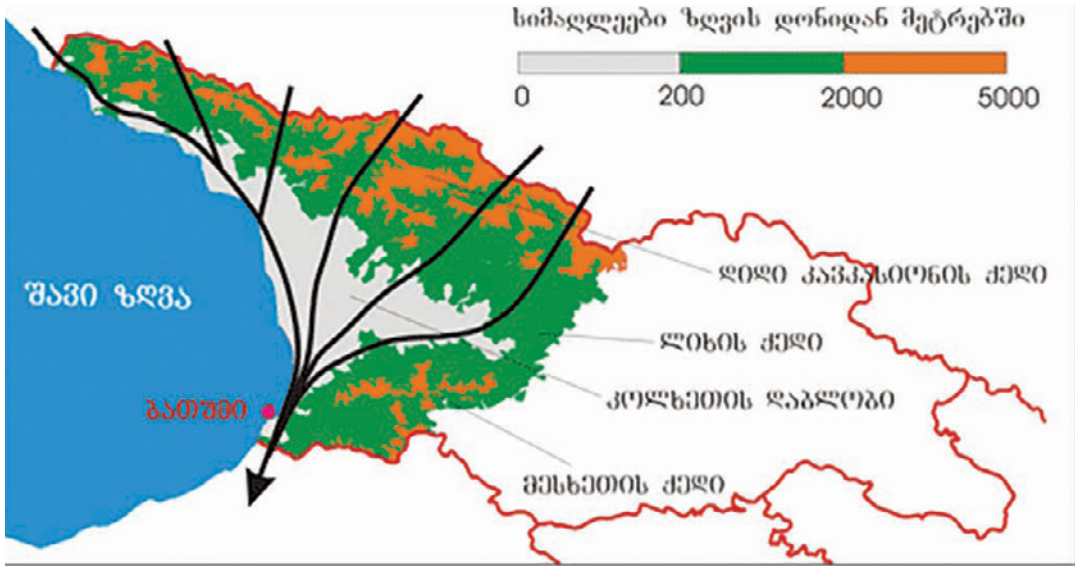 სიმაღლეები ზღვის დონიდან მეტრებში
0 200 2000 5000
დიდი კავკასიონის ქედი
შავი ზღვა
ლიხის ქედი
კოლხეთის დაბლობი
ბათუმი
მესხეთის ქედი